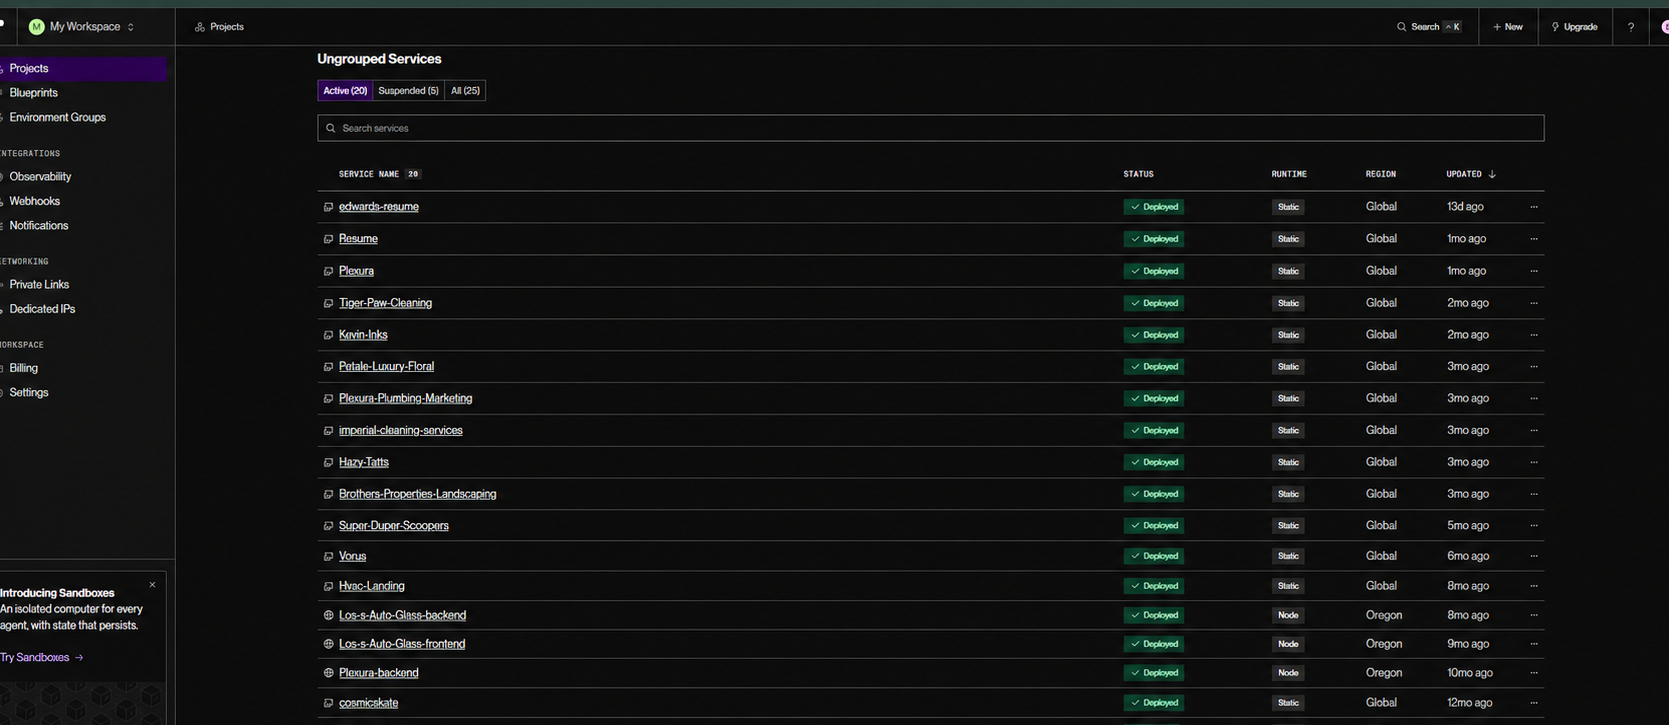 M My Workspace
Projects
Search ^ K
+ New
Upgrade
?
Projects
Blueprints
Environment Groups
Observability
Webhooks
Notifications
Private Links
Dedicated IPs
Billing
Settings
Introducing Sandboxes
An isolated computer for every
agent, with state that persists.
Try Sandboxes →
Ungrouped Services
Active (20) Suspended (5) All (25)
Search services
SERVICE NAME 20 STATUS RUNTIME REGION UPDATED ↓
edwards-resume ✓ Deployed Static Global 13d ago
Resume ✓ Deployed Static Global 1mo ago
Plexura ✓ Deployed Static Global 1mo ago
Tiger-Paw-Cleaning ✓ Deployed Static Global 2mo ago
Kevin-Inks ✓ Deployed Static Global 2mo ago
Petale-Luxury-Floral ✓ Deployed Static Global 3mo ago
Plexura-Plumbing-Marketing ✓ Deployed Static Global 3mo ago
imperial-cleaning-services ✓ Deployed Static Global 3mo ago
Hazy-Tatts ✓ Deployed Static Global 3mo ago
Brothers-Properties-Landscaping ✓ Deployed Static Global 3mo ago
Super-Duper-Scoopers ✓ Deployed Static Global 5mo ago
Vorus ✓ Deployed Static Global 6mo ago
Hvac-Landing ✓ Deployed Static Global 8mo ago
Los-s-Auto-Glass-backend ✓ Deployed Node Oregon 8mo ago
Los-s-Auto-Glass-frontend ✓ Deployed Node Oregon 9mo ago
Plexura-backend ✓ Deployed Node Oregon 10mo ago
cosmicskate ✓ Deployed Static Global 12mo ago